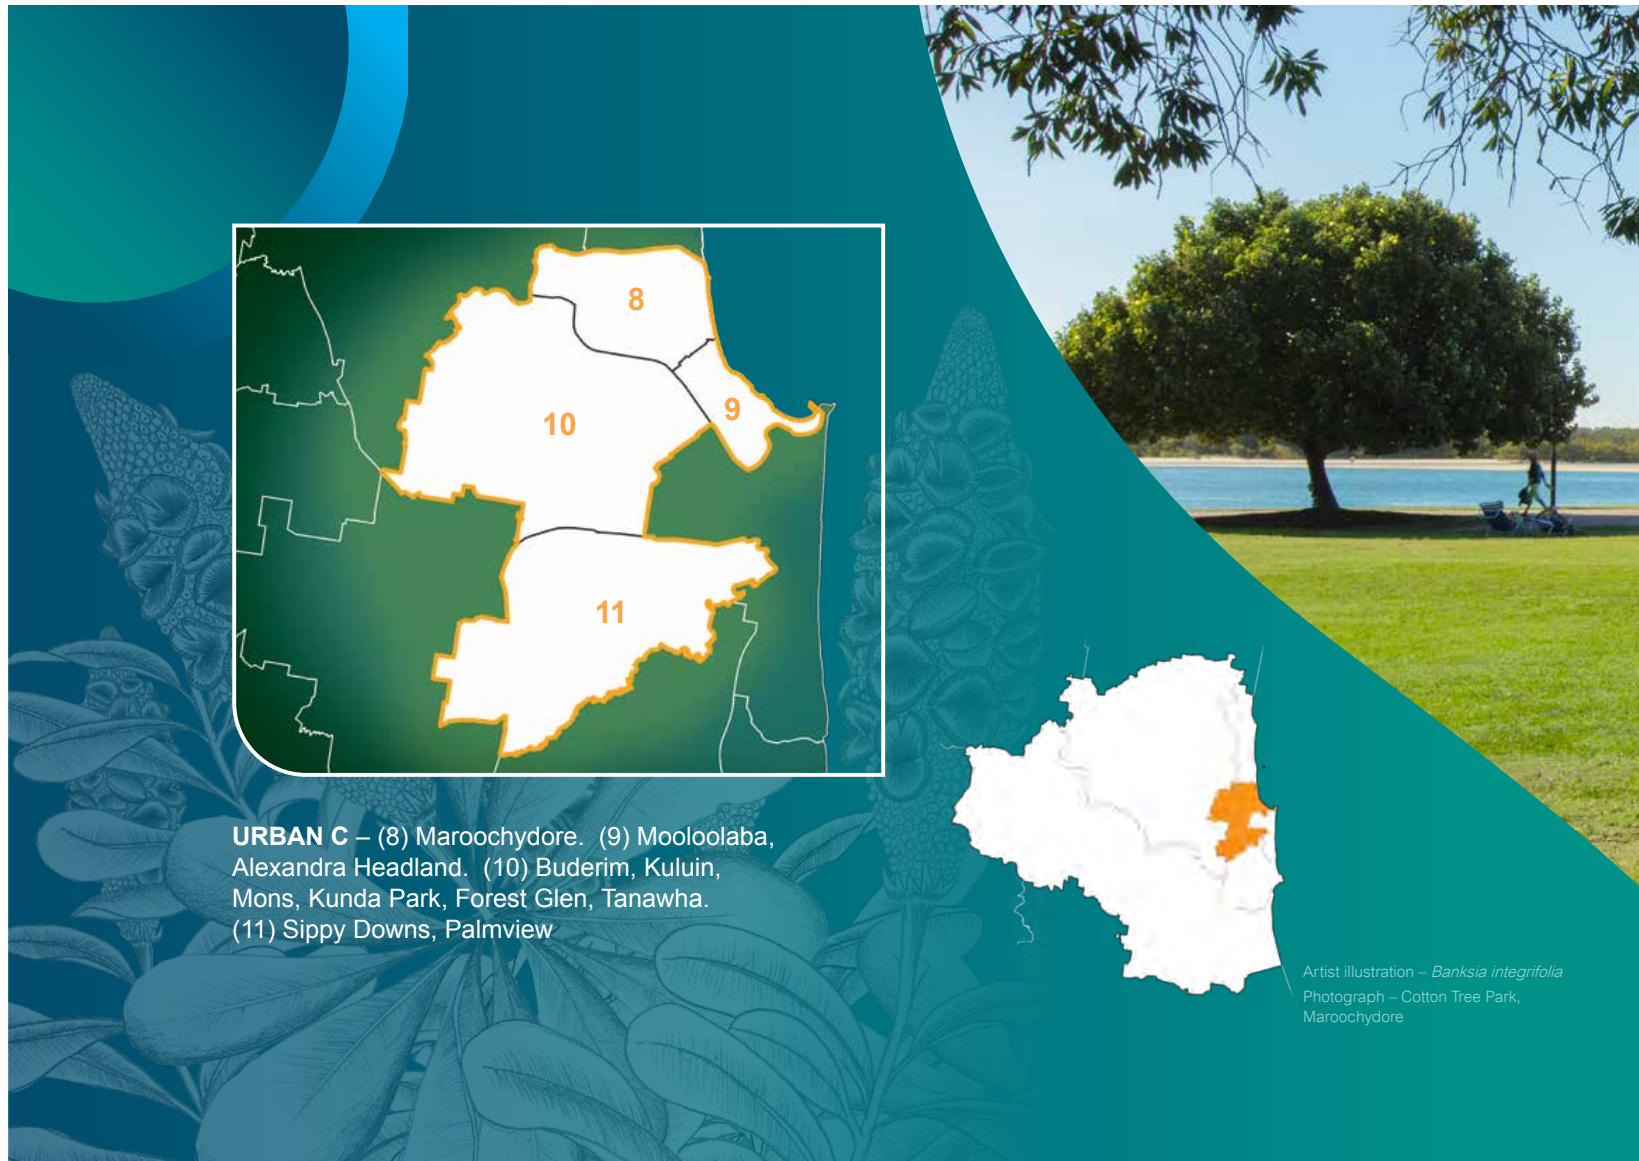 8
9
10
11
URBAN C – (8) Maroochydore. (9) Mooloolaba,
Alexandra Headland. (10) Buderim, Kuluin,
Mons, Kunda Park, Forest Glen, Tanawha.
(11) Sippy Downs, Palmview
Artist illustration – Banksia integrifolia
Photograph – Cotton Tree Park,
Maroochydore